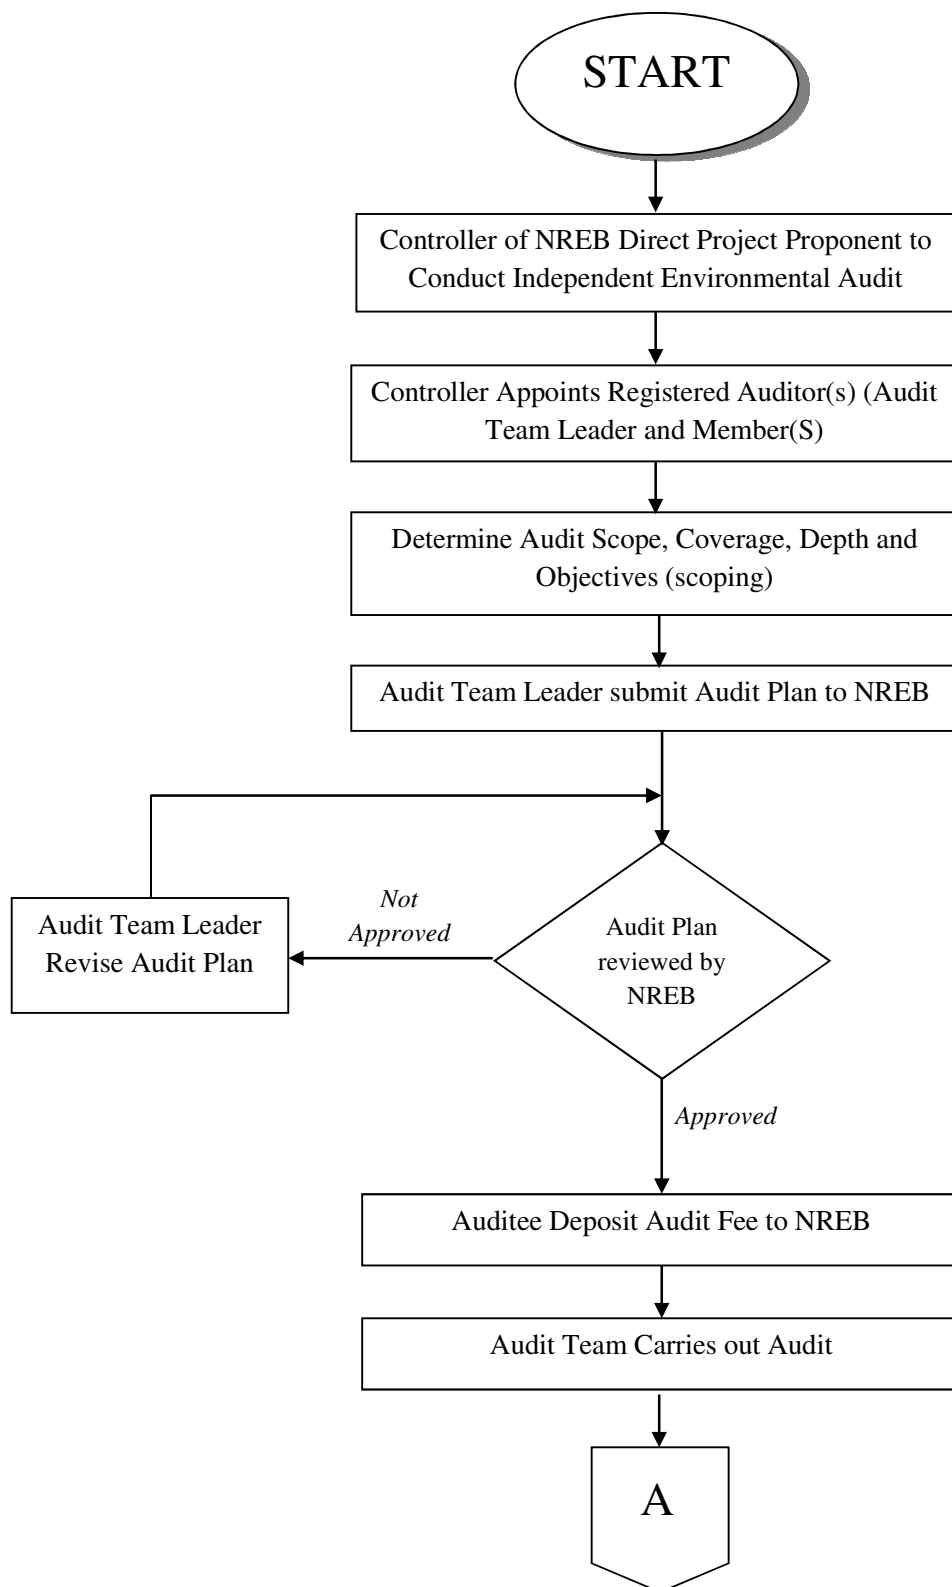 START
Controller of NREB Direct Project Proponent to
Conduct Independent Environmental Audit
Controller Appoints Registered Auditor(s) (Audit
Team Leader and Member(S)
Determine Audit Scope, Coverage, Depth and
Objectives (scoping)
Audit Team Leader submit Audit Plan to NREB
Not
Approved
Audit Team Leader
Revise Audit Plan
Audit Plan
reviewed by
NREB
Approved
Auditee Deposit Audit Fee to NREB
Audit Team Carries out Audit
A